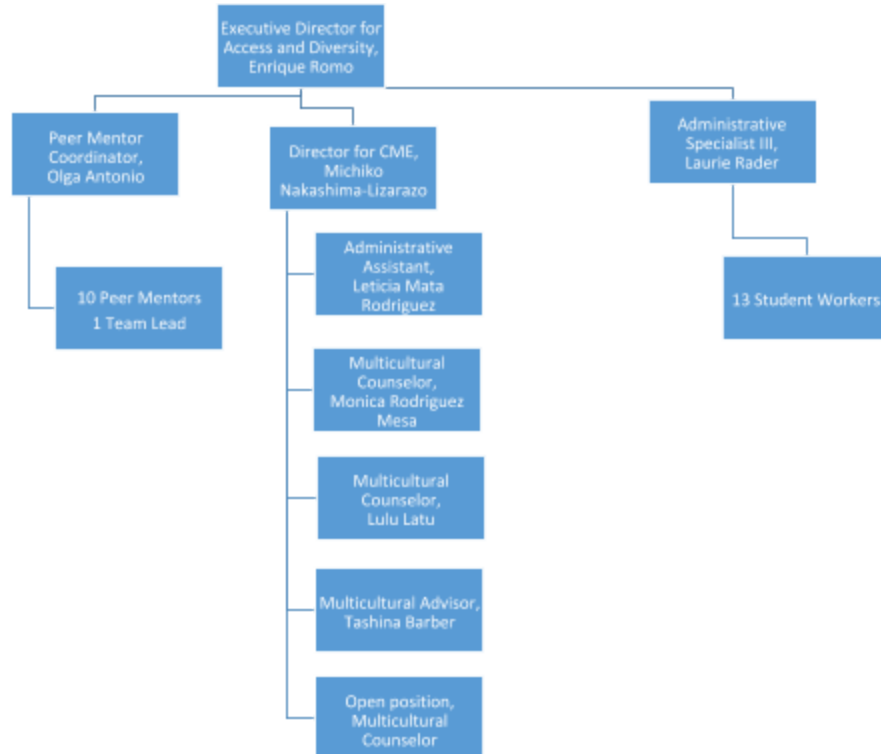 Executive Director for
Access and Diversity,
Enrique Romo
Peer Mentor
Coordinator,
Olga Antonio
Director for CME,
Michiko
Nakashima-Lizarazo
Administrative
Specialist III,
Laurie Rader
10 Peer Mentors
1 Team Lead
Administrative
Assistant,
Leticia Mata
Rodriguez
13 Student Workers
Multicultural
Counselor,
Monica Rodriguez
Mesa
Multicultural
Counselor,
Lulu Latu
Multicultural Advisor,
Tashina Barber
Open position,
Multicultural
Counselor